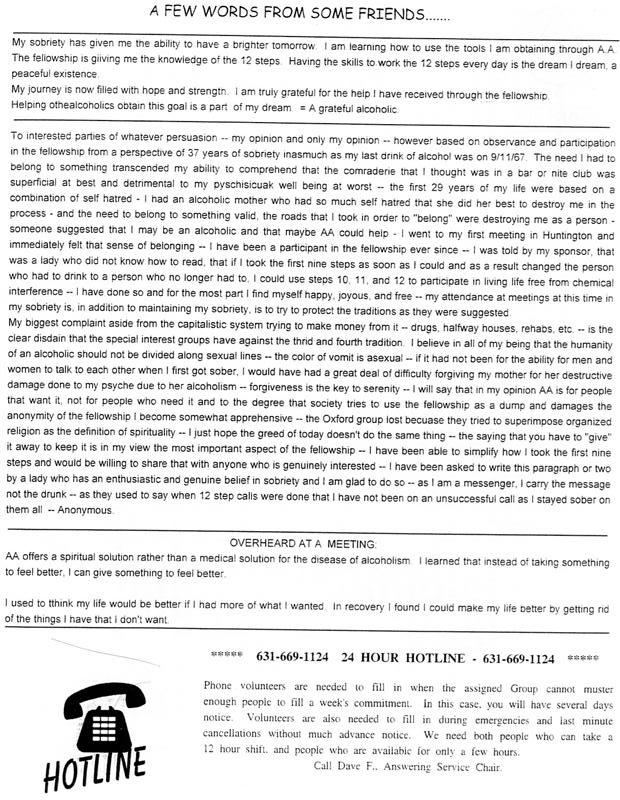 A FEW WORDS FROM SOME FRIENDS.......
My sobriety has given me the ability to have a brighter tomorrow. I am learning how to use the tools I am obtaining through A.A.
The fellowship is giiving me the knowledge of the 12 steps. Having the skills to work the 12 steps every day is the dream I dream, a
peaceful existence.
My journey is now filled with hope and strength. I am truly grateful for the help I have received through the fellowship.
Helping othealcoholics obtain this goal is a part of my dream. = A grateful alcoholic.
To interested parties of whatever persuasion -- my opinion and only my opinion -- however based on observance and participation
in the fellowship from a perspective of 37 years of sobriety inasmuch as my last drink of alcohol was on 9/11/67. The need I had to
belong to something transcended my ability to comprehend that the comraderie that I thought was in a bar or nite club was
superficial at best and detrimental to my pyschisicuak well being at worst -- the first 29 years of my life were based on a
combination of self hatred - I had an alcoholic mother who had so much self hatred that she did her best to destroy me in the
process - and the need to belong to something valid, the roads that I took in order to "belong" were destroying me as a person -
someone suggested that I may be an alcoholic and that maybe AA could help - I went to my first meeting in Huntington and
immediately felt that sense of belonging -- I have been a participant in the fellowship ever since -- I was told by my sponsor, that
was a lady who did not know how to read, that if I took the first nine steps as soon as I could and as a result changed the person
who had to drink to a person who no longer had to, I could use steps 10, 11, and 12 to participate in living life free from chemical
interference -- I have done so and for the most part I find myself happy, joyous, and free -- my attendance at meetings at this time in
my sobriety is, in addition to maintaining my sobriety, is to try to protect the traditions as they were suggested.
My biggest complaint aside from the capitalistic system trying to make money from it -- drugs, halfway houses, rehabs, etc. -- is the
clear disdain that the special interest groups have against the thrid and fourth tradition. I believe in all of my being that the humanity
of an alcoholic should not be divided along sexual lines -- the color of vomit is asexual -- if it had not been for the ability for men and
women to talk to each other when I first got sober, I would have had a great deal of difficulty forgiving my mother for her destructive
damage done to my psyche due to her alcoholism -- forgiveness is the key to serenity -- I will say that in my opinion AA is for people
that want it, not for people who need it and to the degree that society tries to use the fellowship as a dump and damages the
anonymity of the fellowship I become somewhat apprehensive -- the Oxford group lost becuase they tried to superimpose organized
religion as the definition of spirituality -- I just hope the greed of today doesn't do the same thing -- the saying that you have to "give"
it away to keep it is in my view the most important aspect of the fellowship -- I have been able to simplify how I took the first nine
steps and would be willing to share that with anyone who is genuinely interested -- I have been asked to write this paragraph or two
by a lady who has an enthusiastic and genuine belief in sobriety and I am glad to do so -- as I am a messenger, I carry the message
not the drunk -- as they used to say when 12 step calls were done that I have not been on an unsuccessful call as I stayed sober on
them all -- Anonymous.
OVERHEARD AT A MEETING:
AA offers a spiritual solution rather than a medical solution for the disease of alcoholism. I learned that instead of taking something
to feel better, I can give something to feel better.
I used to tthink my life would be better if I had more of what I wanted. In recovery I found I could make my life better by getting rid
of the things I have that I don't want.
***** 631-669-1124 24 HOUR HOTLINE - 631-669-1124 *****
Phone volunteers are needed to fill in when the assigned Group cannot muster
enough people to fill a week's commitment. In this case, you will have several days
notice. Volunteers are also needed to fill in during emergencies and last minute
cancellations without much advance notice. We need both people who can take a
12 hour shift, and people who are available for only a few hours.
Call Dave F., Answering Service Chair.
HOTLINE